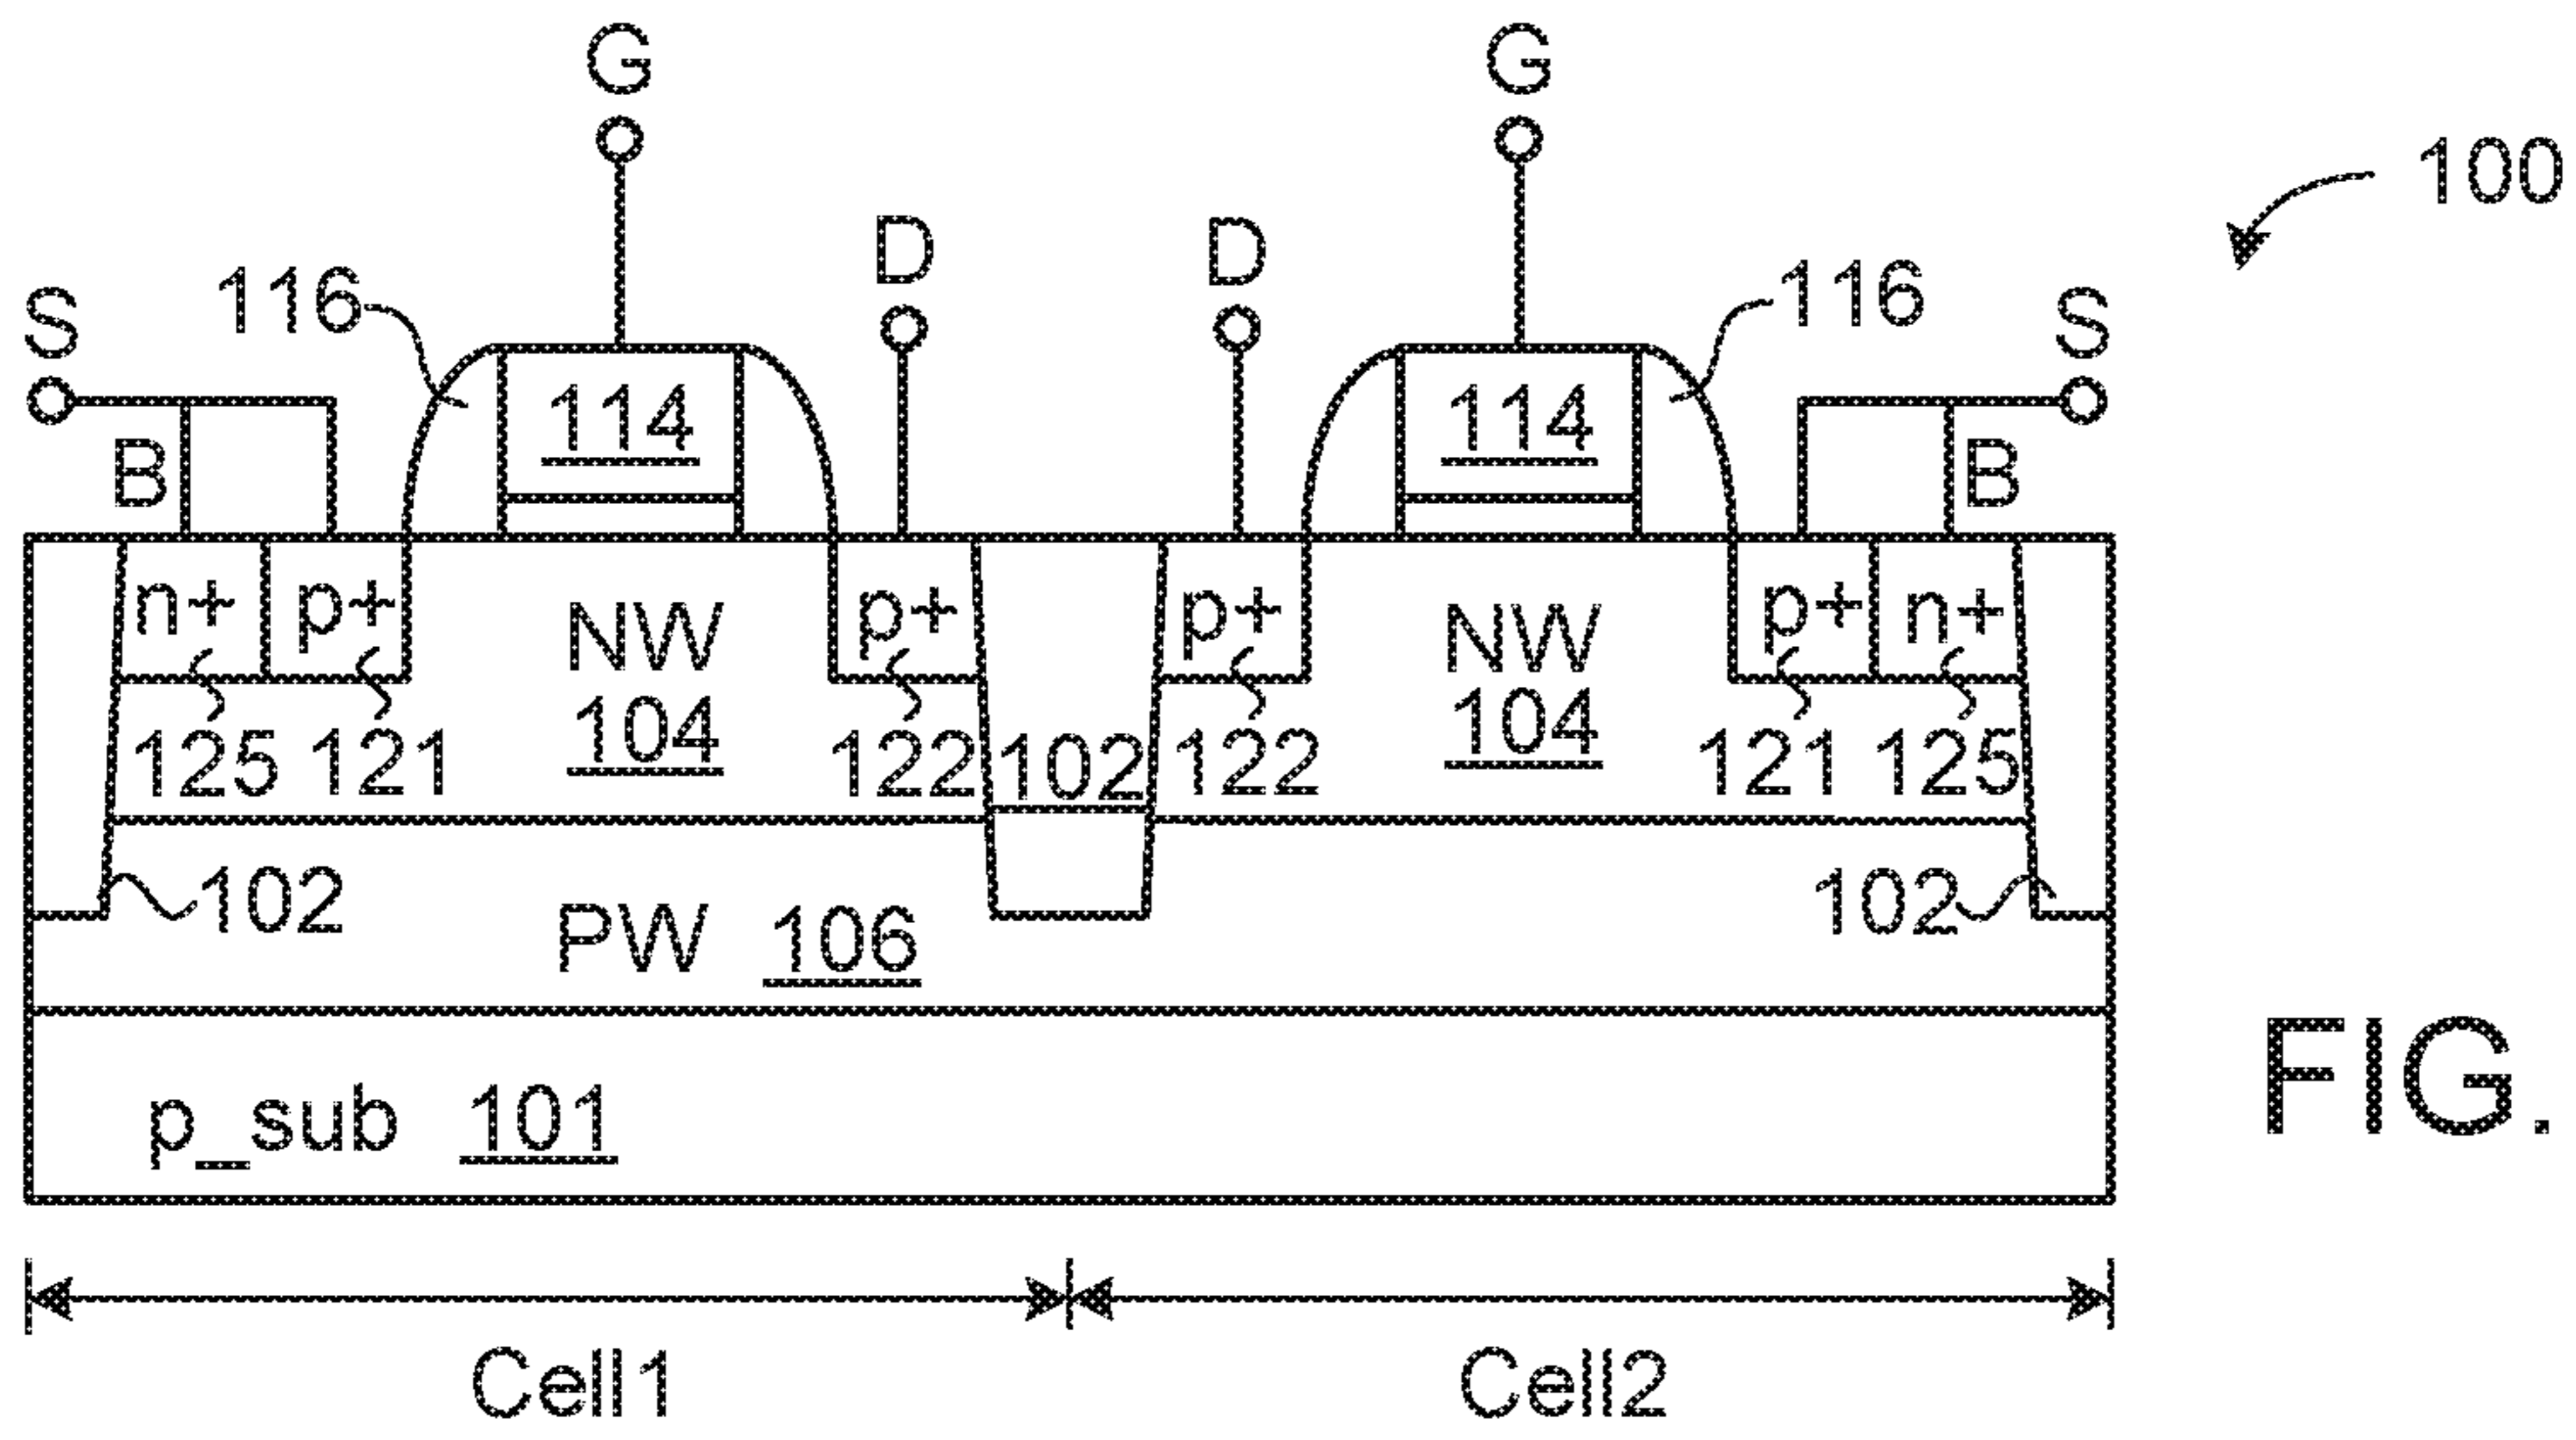 G G
100
D D
116 116
S S
114 114
B B
n+ p+ NW p+ p+ NW p+ n+
104 104
125 121 122 102 122 121 125
102 102
PW 106
FIG.
p_sub 101
Cell1 Cell2